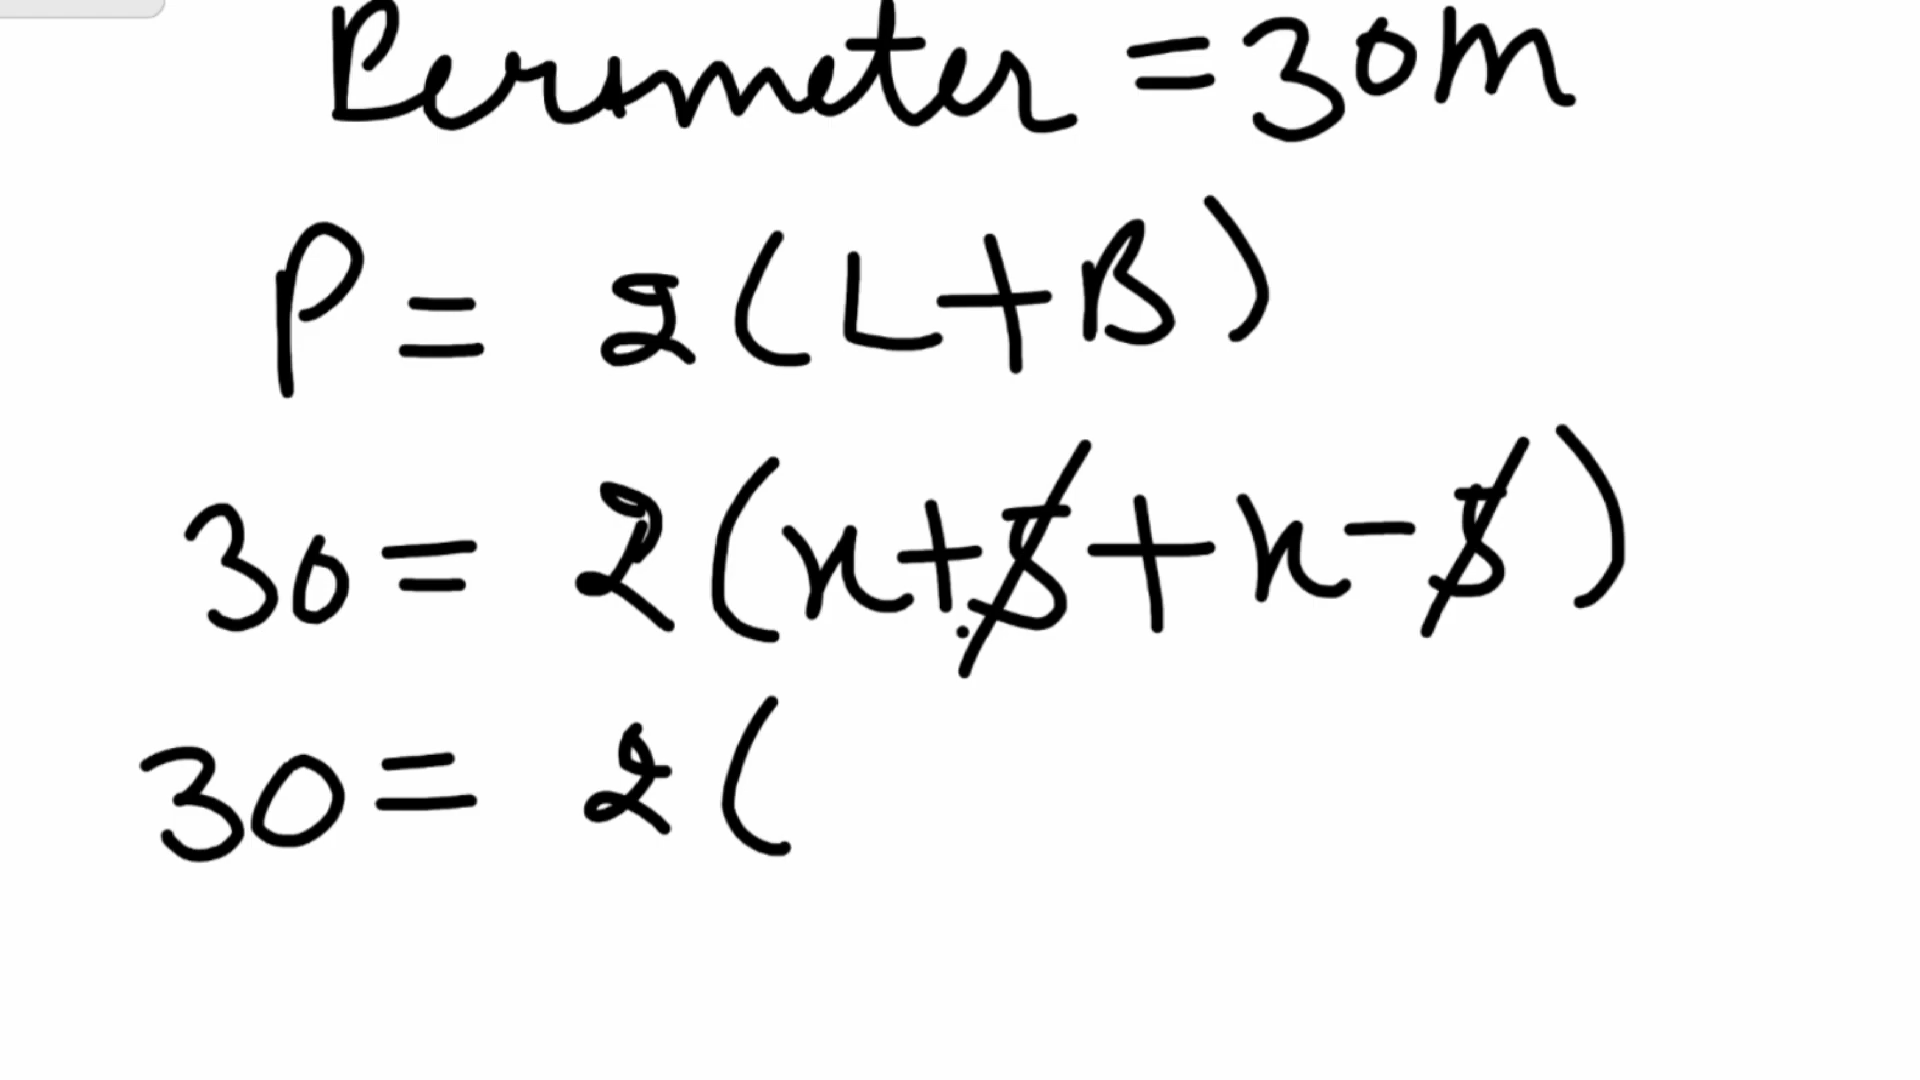 Perimeter = 30m
P = 2(L+B)
30 = 2(x+5+x-5)
30 = 2(